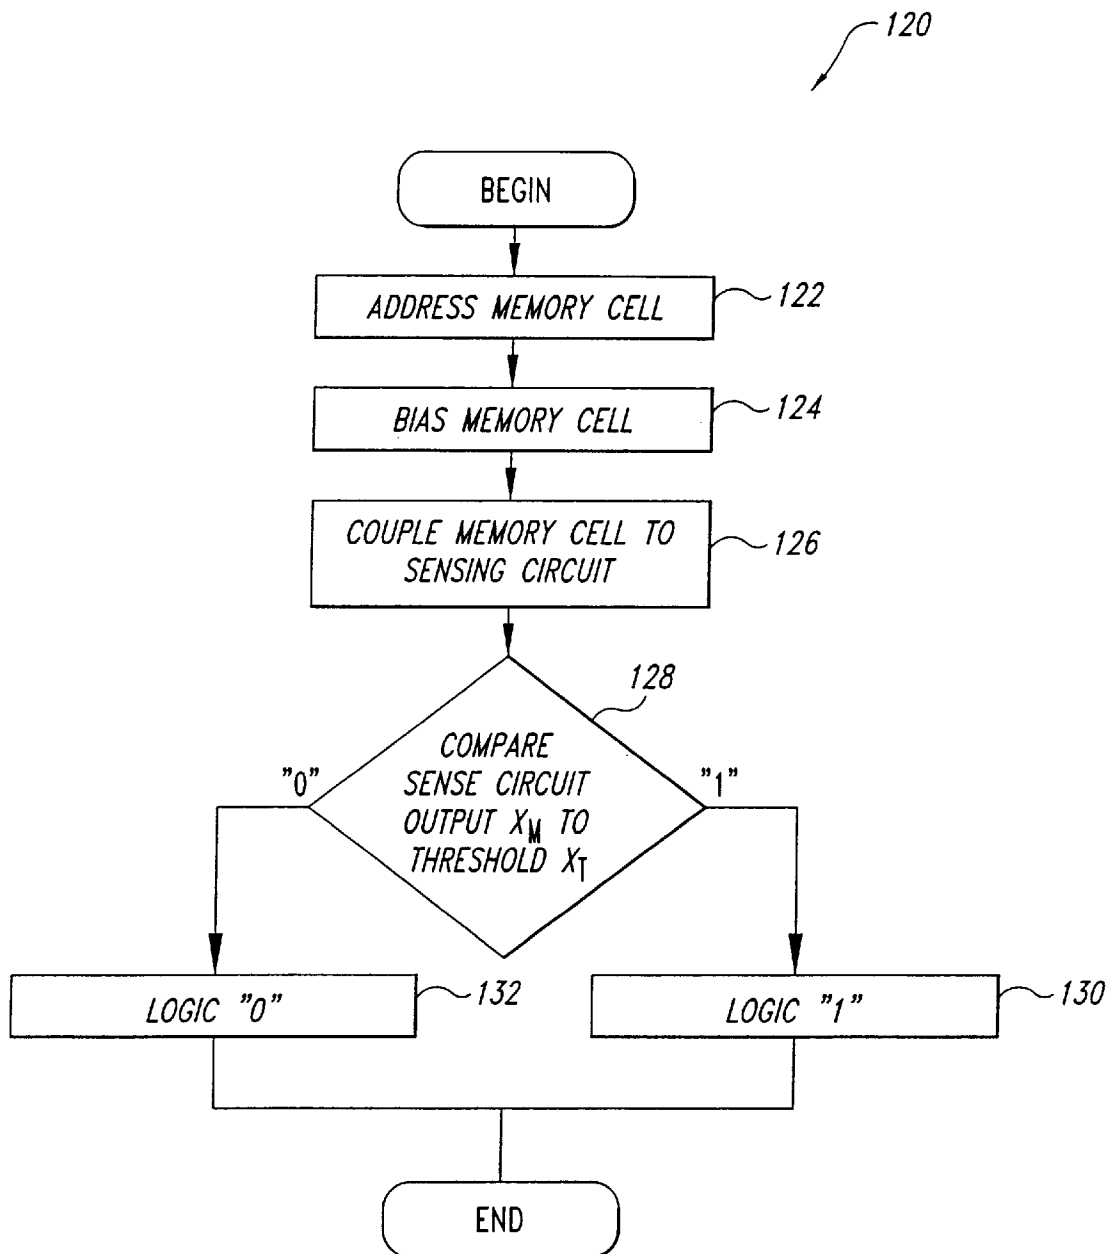 120
BEGIN
ADDRESS MEMORY CELL
122
BIAS MEMORY CELL
124
COUPLE MEMORY CELL TO
SENSING CIRCUIT
126
128
COMPARE
SENSE CIRCUIT
OUTPUT XM TO
THRESHOLD XT
"0"
"1"
LOGIC "0"
132
LOGIC "1"
130
END